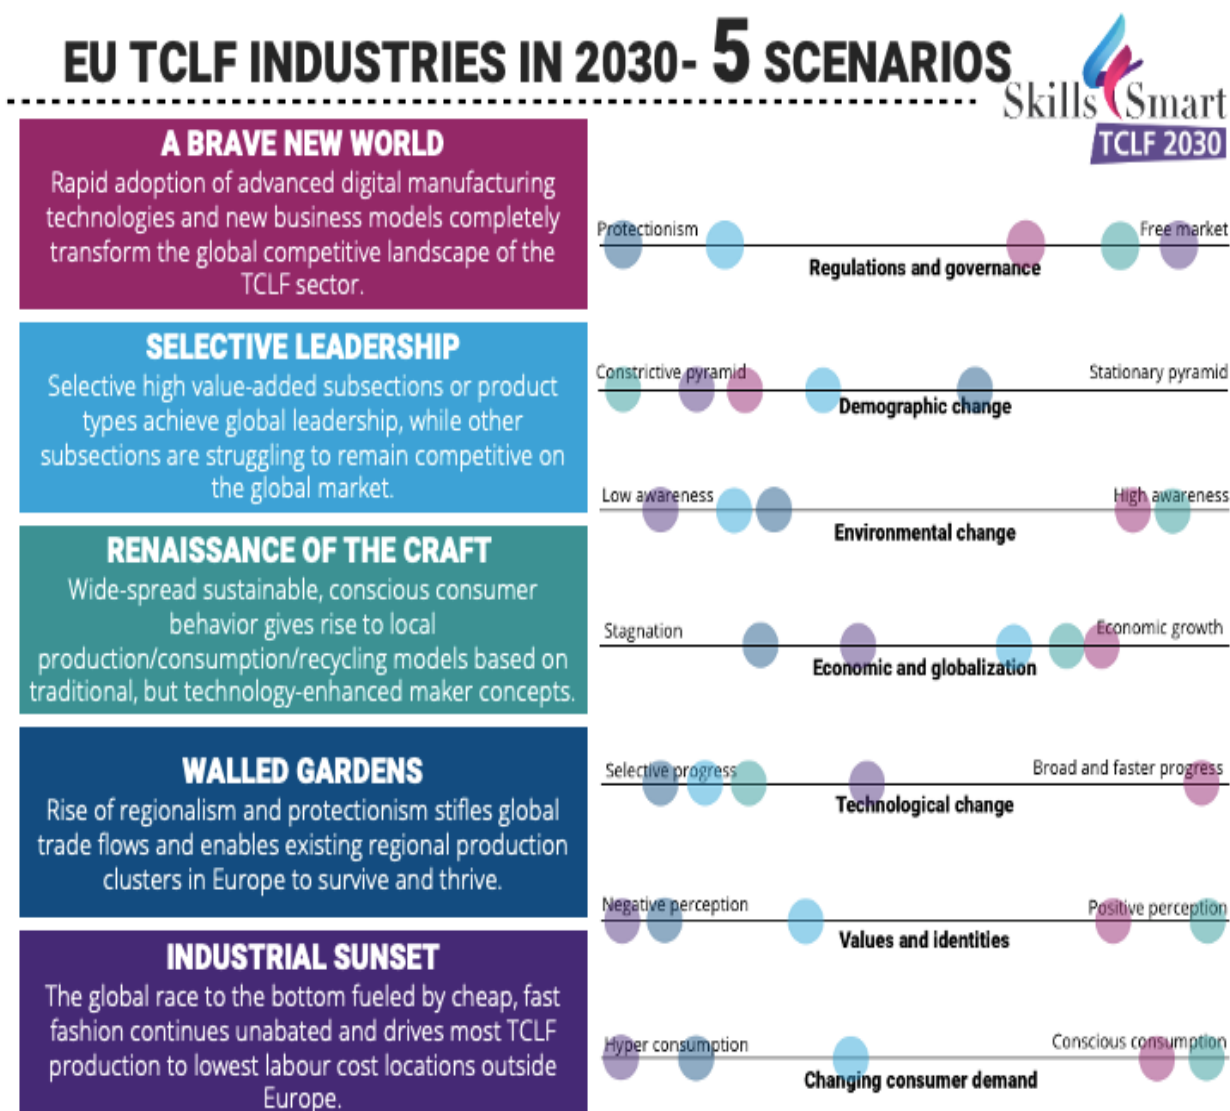 EU TCLF INDUSTRIES IN 2030- 5 SCENARIOS
Skills Smart
TCLF 2030
A BRAVE NEW WORLD
Rapid adoption of advanced digital manufacturing
technologies and new business models completely
transform the global competitive landscape of the
TCLF sector.
SELECTIVE LEADERSHIP
Selective high value-added subsections or product
types achieve global leadership, while other
subsections are struggling to remain competitive on
the global market.
RENAISSANCE OF THE CRAFT
Wide-spread sustainable, conscious consumer
behavior gives rise to local
production/consumption/recycling models based on
traditional, but technology-enhanced maker concepts.
WALLED GARDENS
Rise of regionalism and protectionism stifles global
trade flows and enables existing regional production
clusters in Europe to survive and thrive.
INDUSTRIAL SUNSET
The global race to the bottom fueled by cheap, fast
fashion continues unabated and drives most TCLF
production to lowest labour cost locations outside
Europe.
Protectionism Free market
Regulations and governance
Constrictive pyramid Stationary pyramid
Demographic change
Low awareness High awareness
Environmental change
Stagnation Economic growth
Economic and globalization
Selective progress Broad and faster progress
Technological change
Negative perception Positive perception
Values and identities
Hyper consumption Conscious consumption
Changing consumer demand